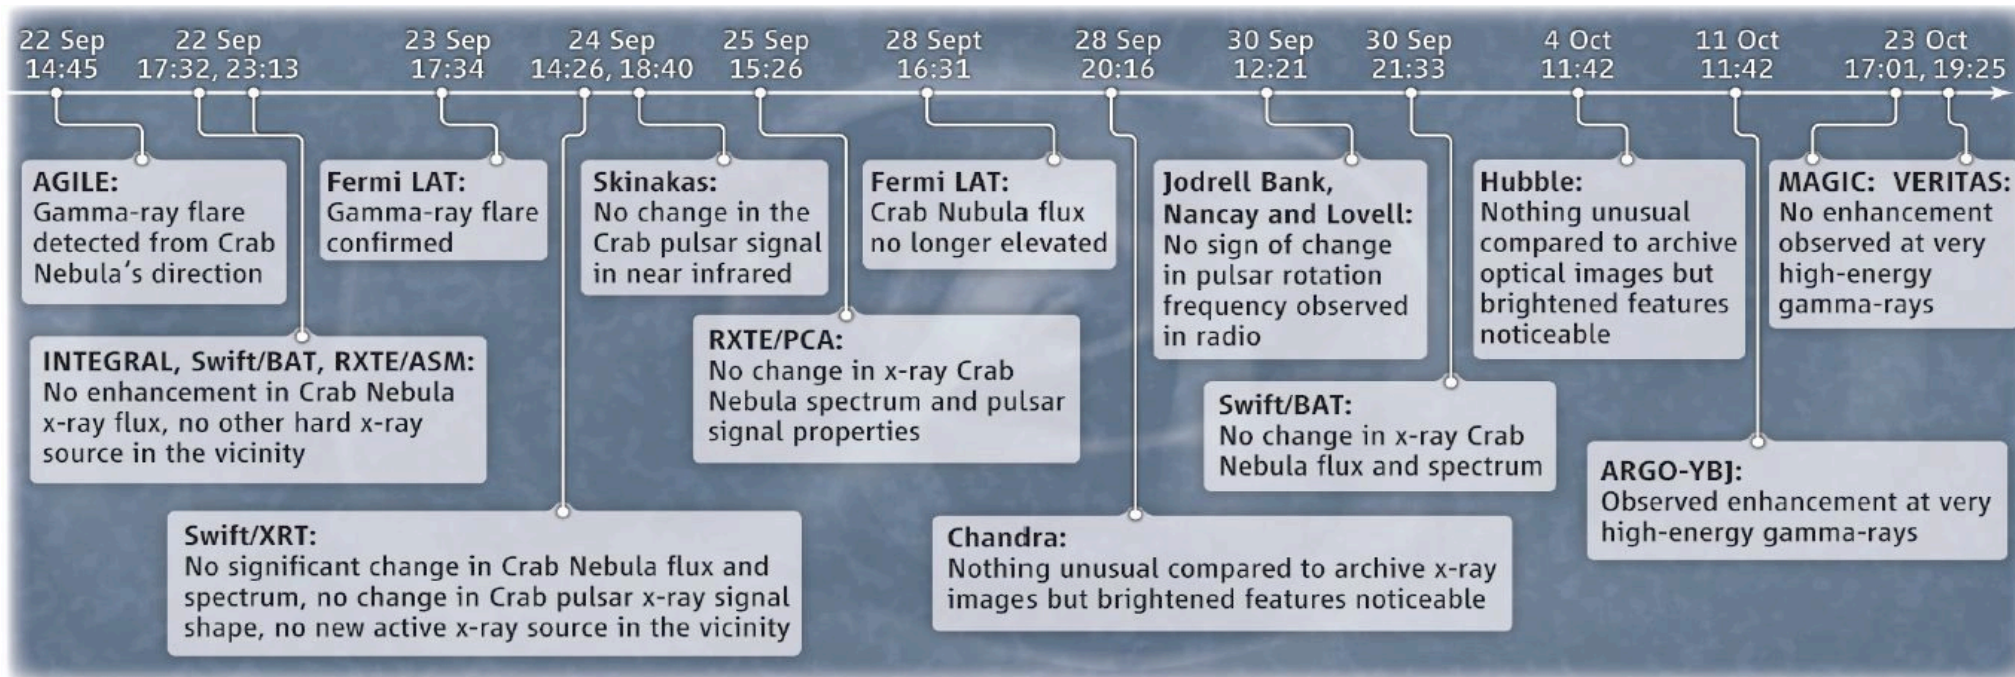 22 Sep
14:45
22 Sep
17:32, 23:13
23 Sep
17:34
24 Sep
14:26, 18:40
25 Sep
15:26
28 Sept
16:31
28 Sep
20:16
30 Sep
12:21
30 Sep
21:33
4 Oct
11:42
11 Oct
11:42
23 Oct
17:01, 19:25
AGILE:
Gamma-ray flare
detected from Crab
Nebula's direction
INTEGRAL, Swift/BAT, RXTE/ASM:
No enhancement in Crab Nebula
x-ray flux, no other hard x-ray
source in the vicinity
Fermi LAT:
Gamma-ray flare
confirmed
Swift/XRT:
No significant change in Crab Nebula flux and
spectrum, no change in Crab pulsar x-ray signal
shape, no new active x-ray source in the vicinity
Skinakas:
No change in the
Crab pulsar signal
in near infrared
RXTE/PCA:
No change in x-ray Crab
Nebula spectrum and pulsar
signal properties
Fermi LAT:
Crab Nubula flux
no longer elevated
Chandra:
Nothing unusual compared to archive x-ray
images but brightened features noticeable
Jodrell Bank,
Nancay and Lovell:
No sign of change
in pulsar rotation
frequency observed
in radio
Swift/BAT:
No change in x-ray Crab
Nebula flux and spectrum
Hubble:
Nothing unusual
compared to archive
optical images but
brightened features
noticeable
ARGO-YBJ:
Observed enhancement at very
high-energy gamma-rays
MAGIC: VERITAS:
No enhancement
observed at very
high-energy
gamma-rays